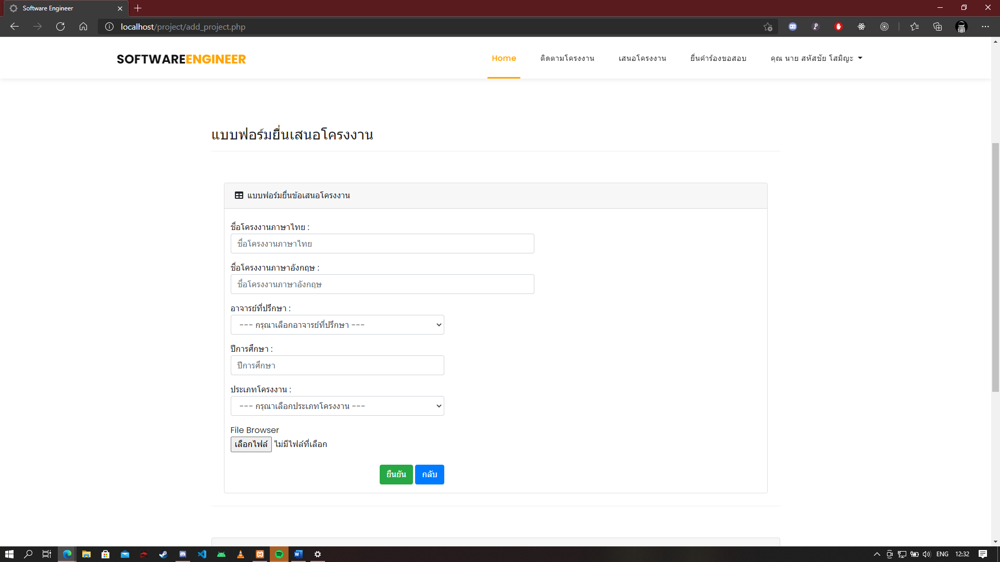 Software Engineer
localhost/project/add_project.php
SOFTWAREENGINEER
Home
ติดตามโครงงาน
เสนอโครงงาน
ยื่นคำร้องขอสอบ
คุณ นาย สหัสชัย โสมิญะ
แบบฟอร์มยื่นเสนอโครงงาน
แบบฟอร์มยื่นข้อเสนอโครงงาน
ชื่อโครงงานภาษาไทย :
ชื่อโครงงานภาษาไทย
ชื่อโครงงานภาษาอังกฤษ :
ชื่อโครงงานภาษาอังกฤษ
อาจารย์ที่ปรึกษา :
--- กรุณาเลือกอาจารย์ที่ปรึกษา ---
ปีการศึกษา :
ปีการศึกษา
ประเภทโครงงาน :
--- กรุณาเลือกประเภทโครงงาน ---
File Browser
เลือกไฟล์ ไม่มีไฟล์ที่เลือก
ยืนยัน
กลับ
ENG
12:32